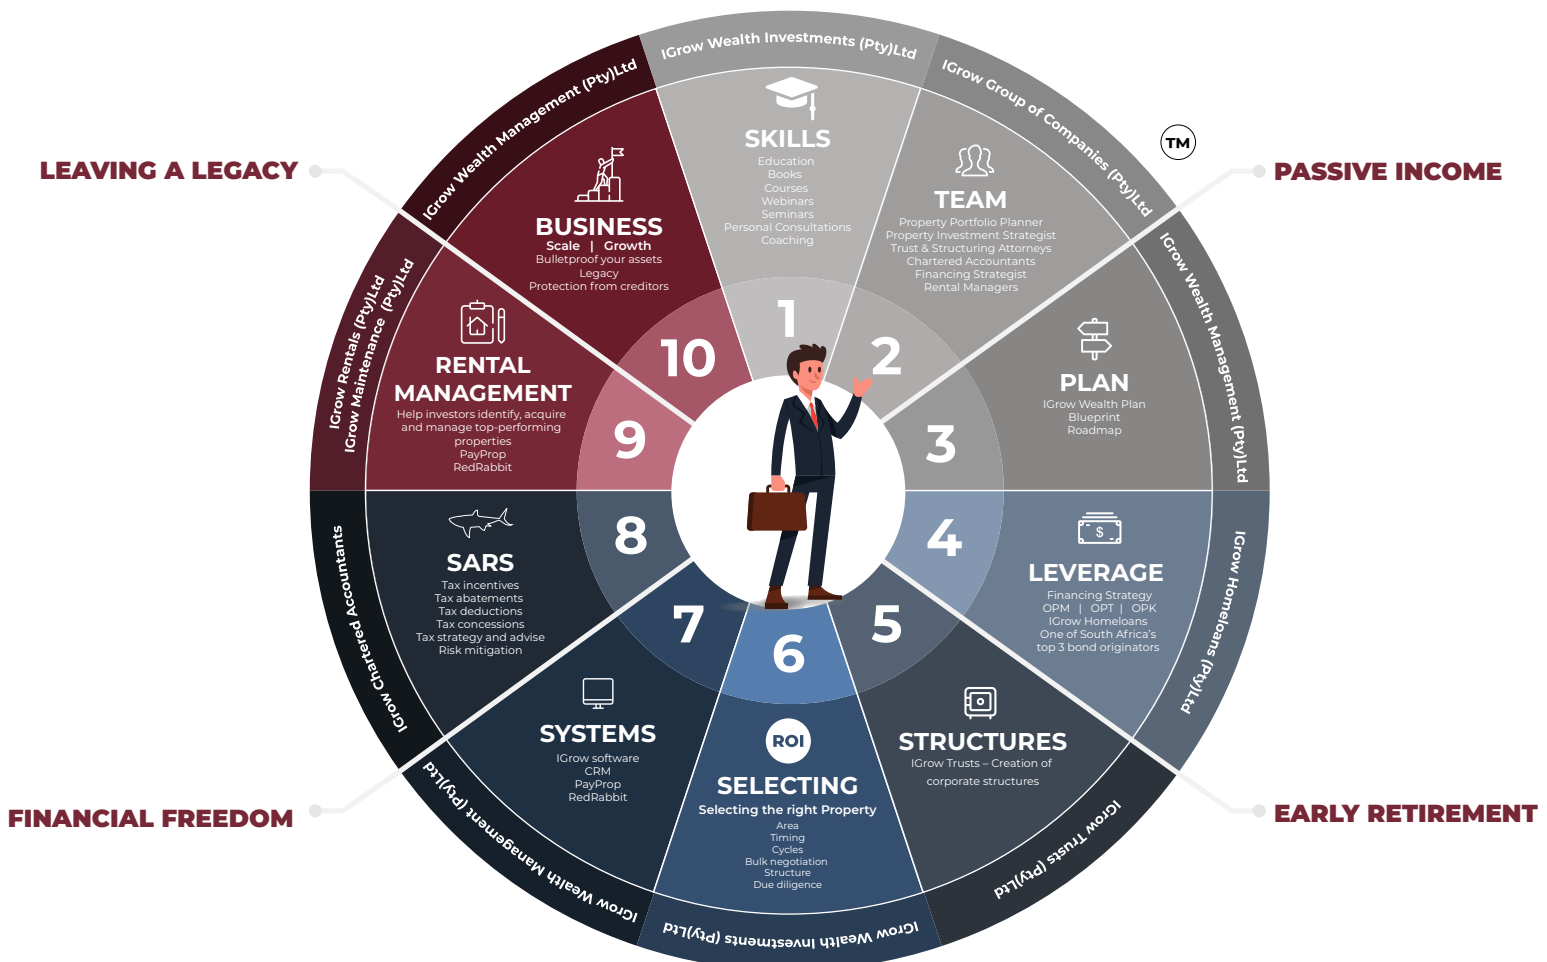 IGrow Wealth Investments (Pty)Ltd
SKILLS
Education
Books
Courses
Webinars
Seminars
Personal Consultations
Coaching
1
IGrow Group of Companies (Pty)Ltd
TEAM
Property Portfolio Planner
Property Investment Strategist
Trust & Structuring Attorneys
Chartered Accountants
Financing Strategist
Rental Managers
2
TM
PASSIVE INCOME
IGrow Wealth Management (Pty)Ltd
PLAN
IGrow Wealth Plan
Blueprint
Roadmap
3
IGrow Homeloans (Pty)Ltd
$
LEVERAGE
Financing Strategy
OPM | OPT | OPK
IGrow Homeloans
One of South Africa's
top 3 bond originators
4
EARLY RETIREMENT
IGrow Trusts (Pty)Ltd
STRUCTURES
IGrow Trusts – Creation of
corporate structures
5
IGrow Wealth Investments (Pty)Ltd
ROI
SELECTING
Selecting the right Property
Area
Timing
Cycles
Bulk negotiation
Structure
Due diligence
6
IGrow Wealth Management (Pty)Ltd
SYSTEMS
IGrow software
CRM
PayProp
RedRabbit
7
FINANCIAL FREEDOM
IGrow Chartered Accountants
SARS
Tax incentives
Tax abatements
Tax deductions
Tax concessions
Tax strategy and advise
Risk mitigation
8
IGrow Rentals (Pty)Ltd
IGrow Maintenance (Pty)Ltd
RENTAL
MANAGEMENT
Help investors identify, acquire
and manage top-performing
properties
PayProp
RedRabbit
9
LEAVING A LEGACY
IGrow Wealth Management (Pty)Ltd
BUSINESS
Scale | Growth
Bulletproof your assets
Legacy
Protection from creditors
10